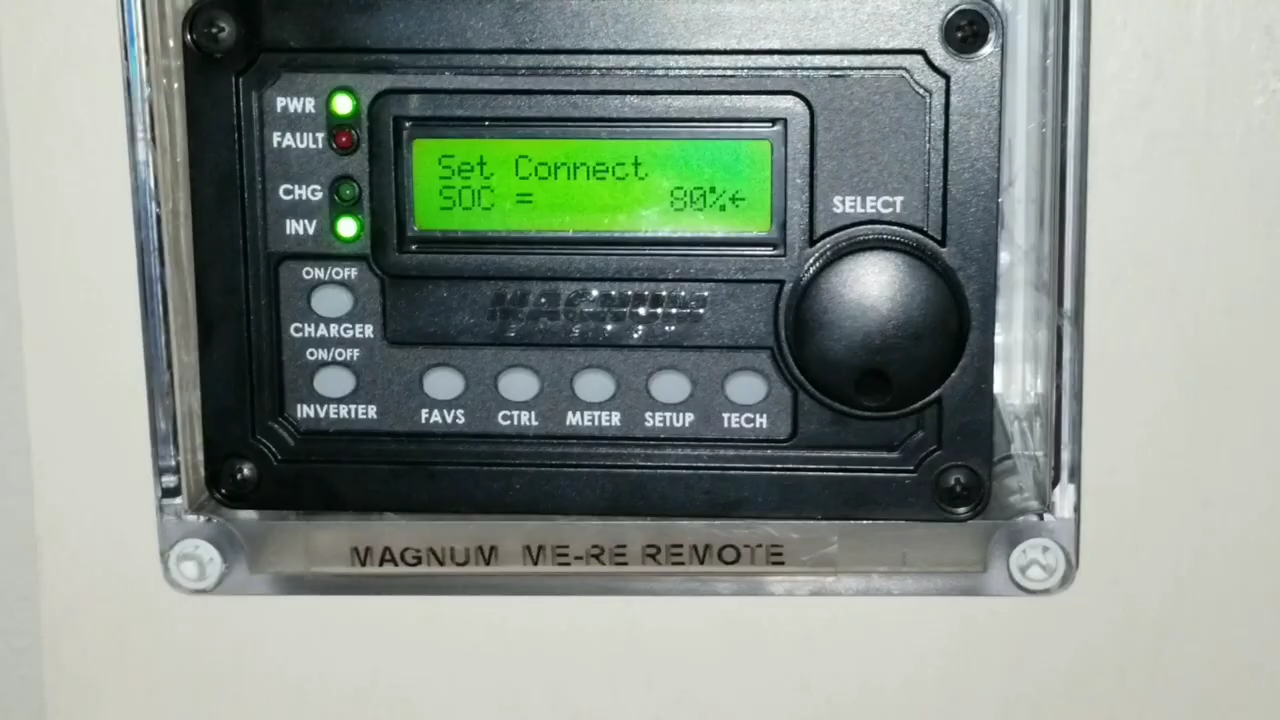 PWR
FAULT
CHG
INV
Set Connect
SOC = 80%←
SELECT
ON/OFF
CHARGER
ON/OFF
INVERTER
MAGNUM
FAVS CTRL METER SETUP TECH
MAGNUM ME-RE REMOTE